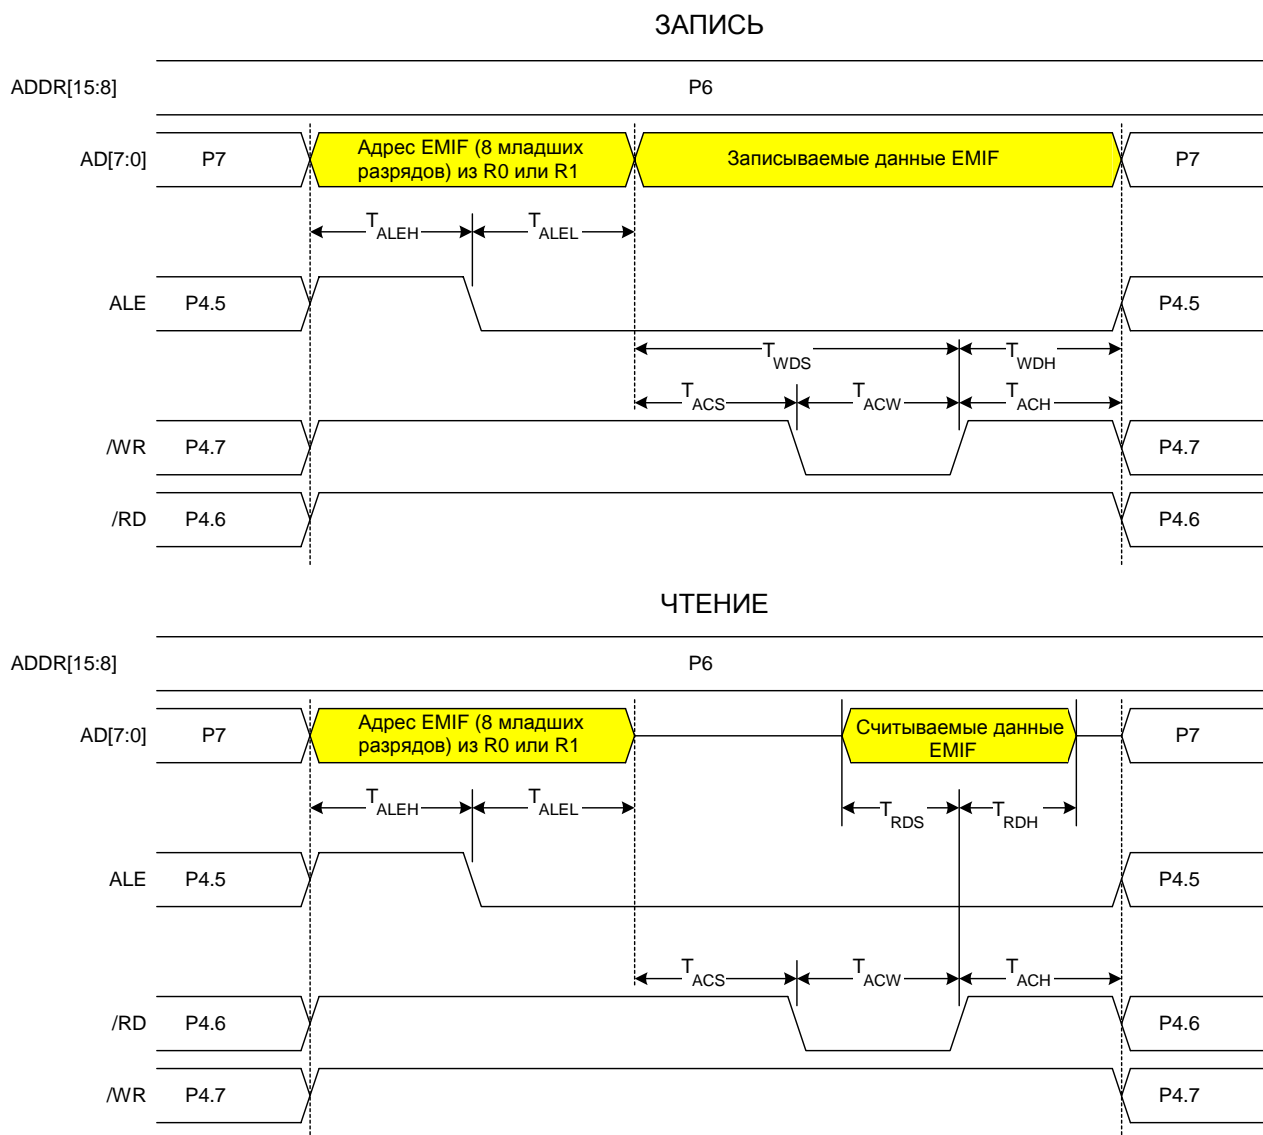 ЗАПИСЬ
ADDR[15:8] P6
AD[7:0] P7 Адрес EMIF (8 младших разрядов) из R0 или R1 Записываемые данные EMIF P7
TALEH TALEL
ALE P4.5 P4.5
TWDS TWDH
TACS TACW TACH
/WR P4.7 P4.7
/RD P4.6 P4.6
ЧТЕНИЕ
ADDR[15:8] P6
AD[7:0] P7 Адрес EMIF (8 младших разрядов) из R0 или R1 Считываемые данные EMIF P7
TALEH TALEL TRDS TRDH
ALE P4.5 P4.5
TACS TACW TACH
/RD P4.6 P4.6
/WR P4.7 P4.7